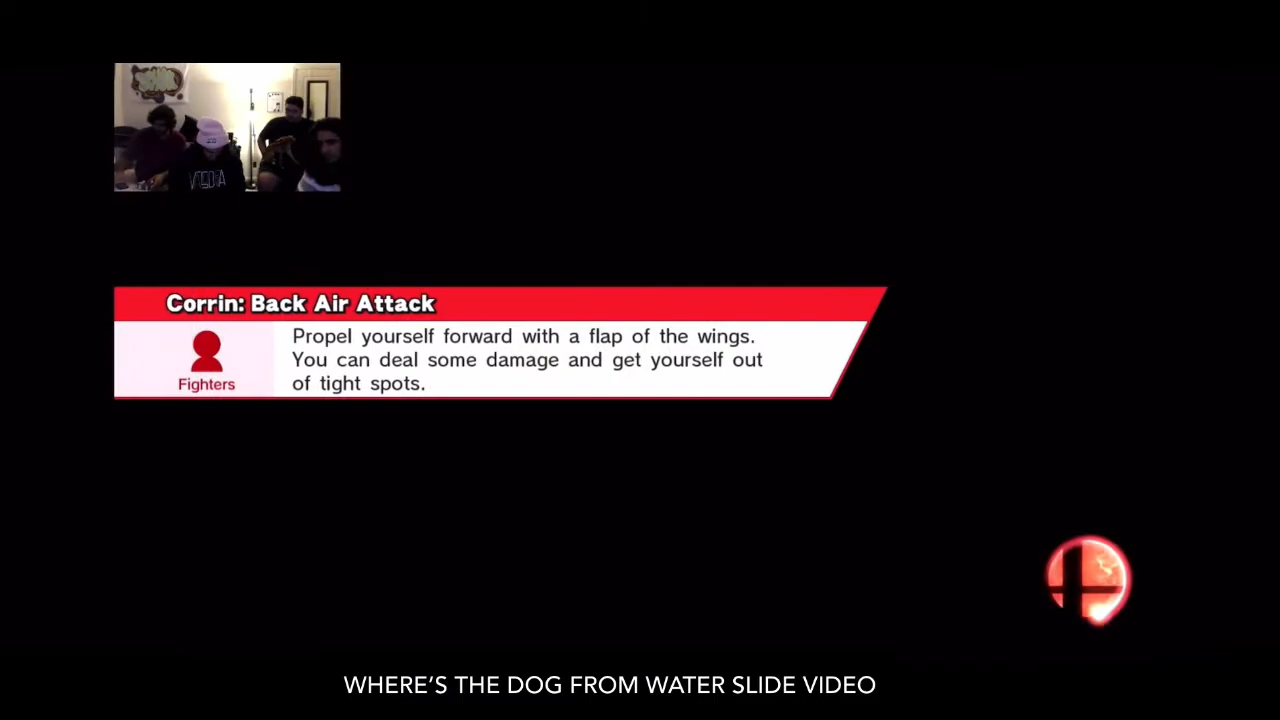 Corrin: Back Air Attack
Propel yourself forward with a flap of the wings.
You can deal some damage and get yourself out
of tight spots.
Fighters
WHERE'S THE DOG FROM WATER SLIDE VIDEO